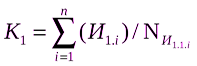 K₁ = ∑ⁿᵢ₌₁ (И₁.ᵢ) / N_И₁.₁.ᵢ